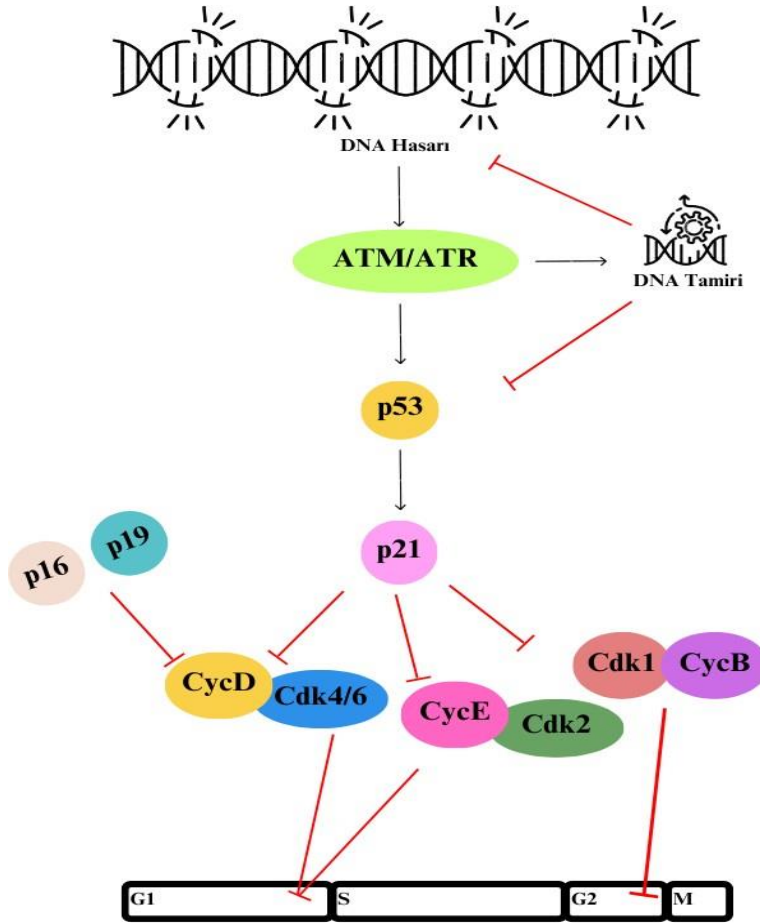 DNA Hasarı
ATM/ATR
DNA Tamiri
p53
p16
p19
p21
CycD
Cdk4/6
CycE
Cdk2
Cdk1
CycB
G1
S
G2
M